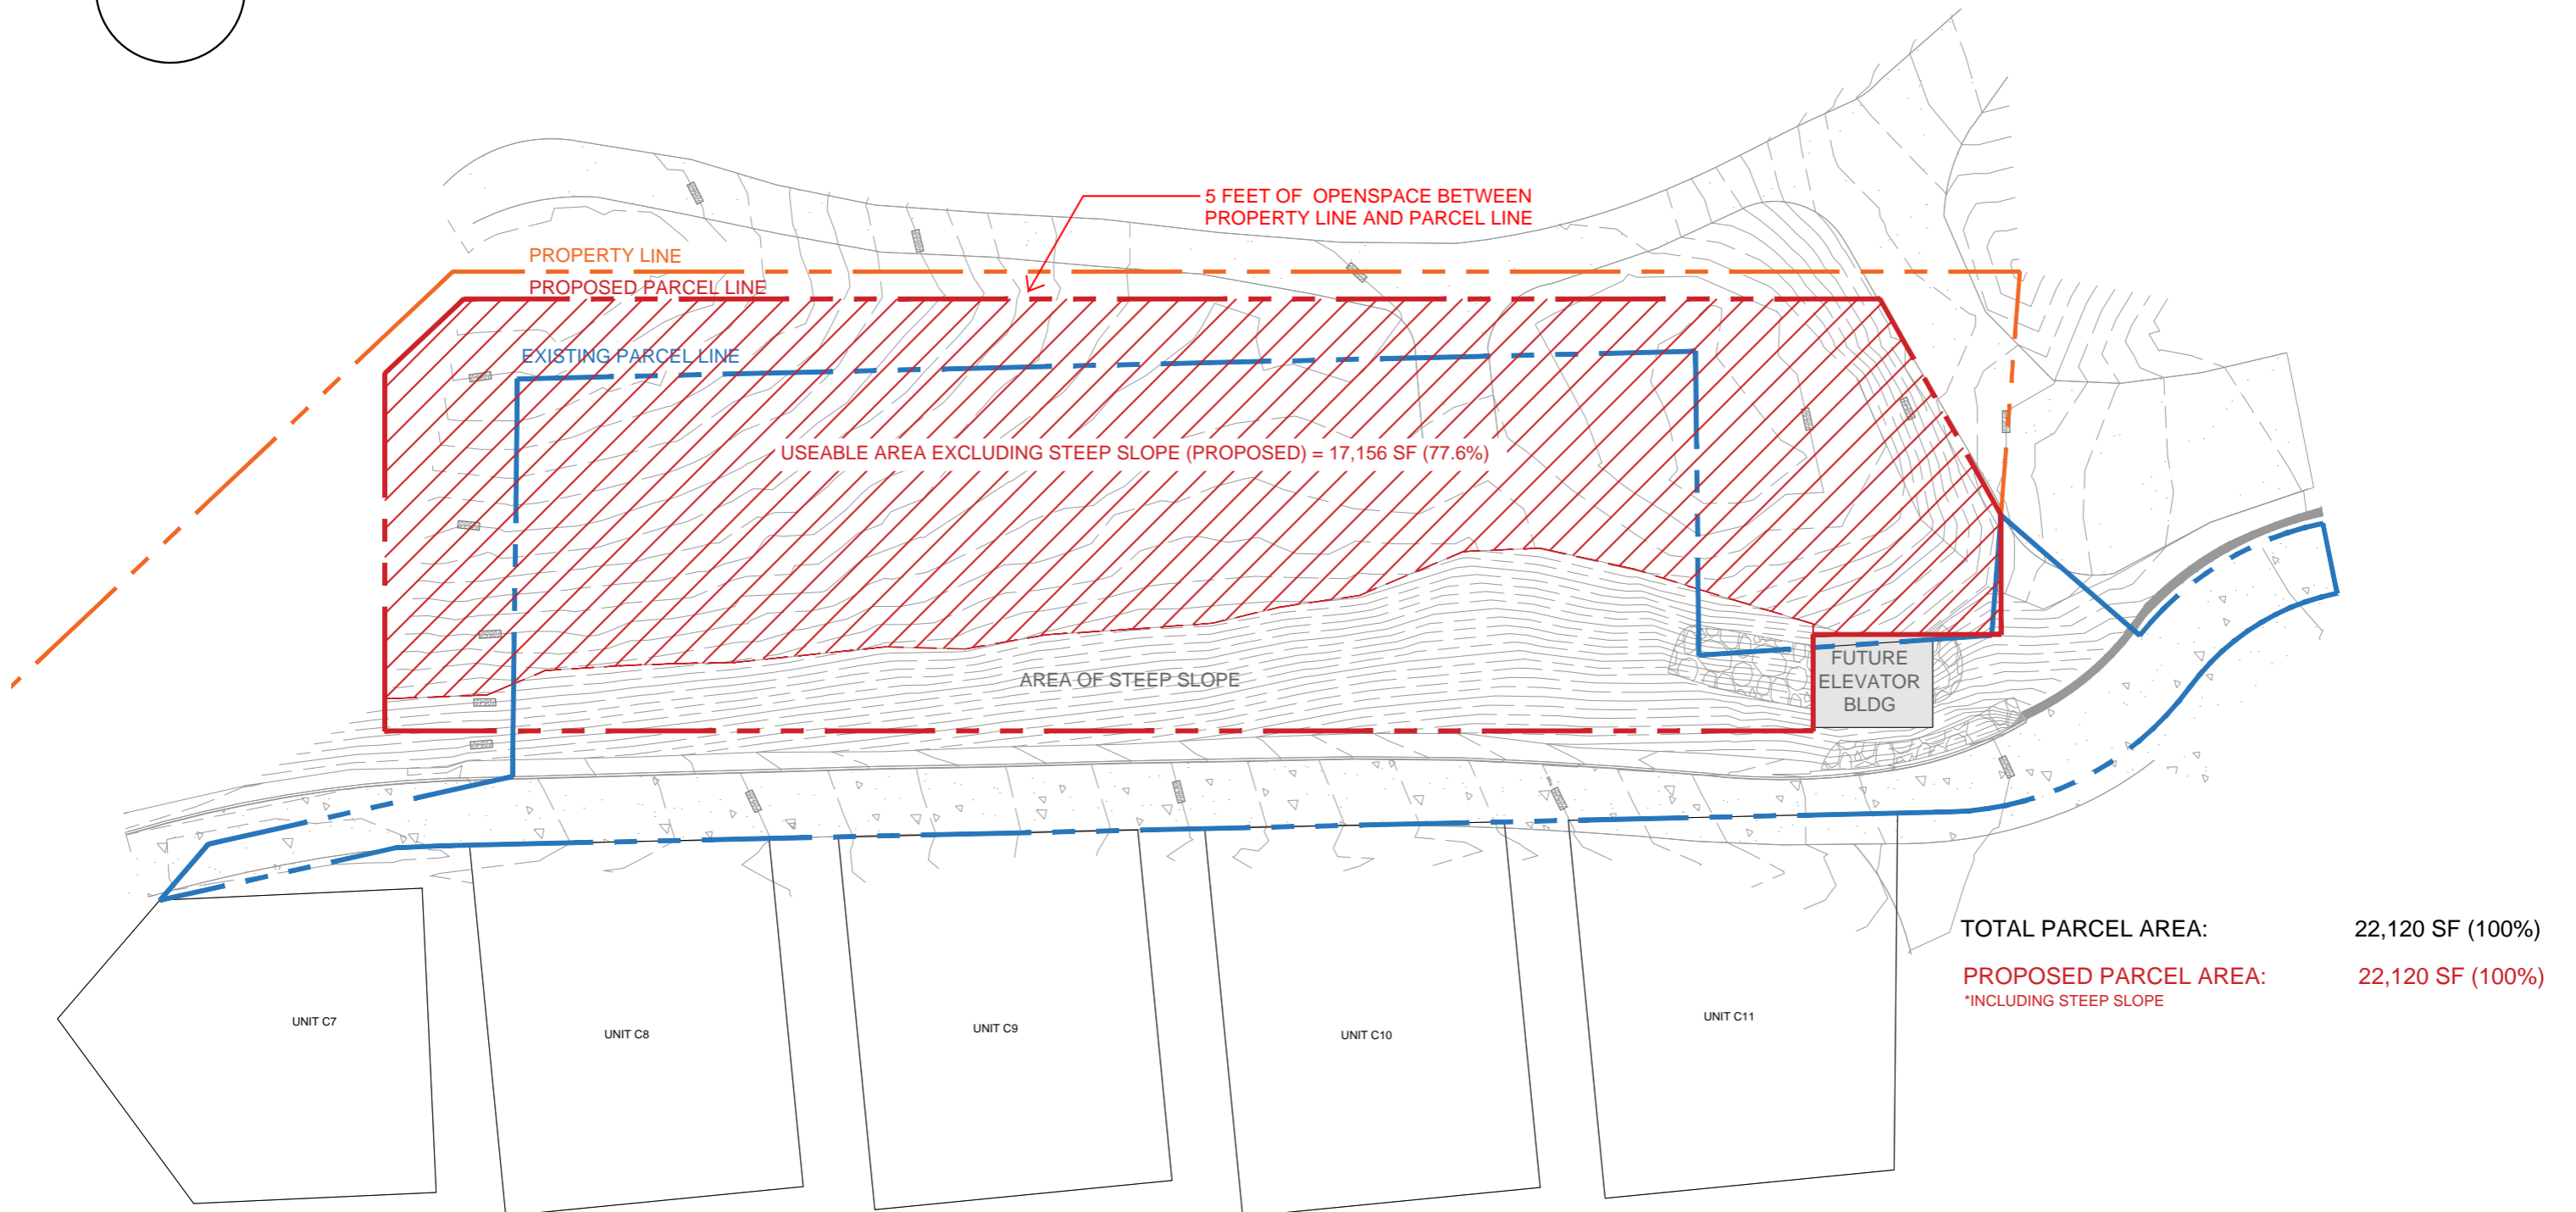 5 FEET OF OPENSPACE BETWEEN
PROPERTY LINE AND PARCEL LINE
PROPERTY LINE
PROPOSED PARCEL LINE
EXISTING PARCEL LINE
USEABLE AREA EXCLUDING STEEP SLOPE (PROPOSED) = 17,156 SF (77.6%)
AREA OF STEEP SLOPE
FUTURE
ELEVATOR
BLDG
TOTAL PARCEL AREA: 22,120 SF (100%)
PROPOSED PARCEL AREA: 22,120 SF (100%)
*INCLUDING STEEP SLOPE
UNIT C7
UNIT C8
UNIT C9
UNIT C10
UNIT C11